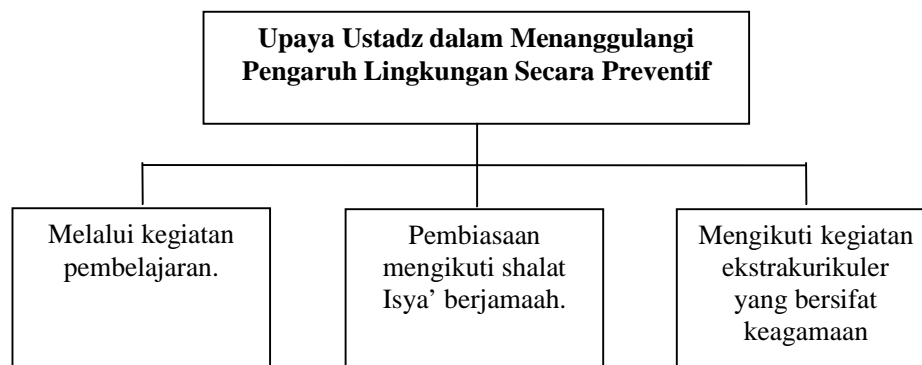 Upaya Ustadz dalam Menanggulangi
Pengaruh Lingkungan Secara Preventif
Melalui kegiatan
pembelajaran.
Pembiasaan
mengikuti shalat
Isya’ berjamaah.
Mengikuti kegiatan
ekstrakurikuler
yang bersifat
keagamaan